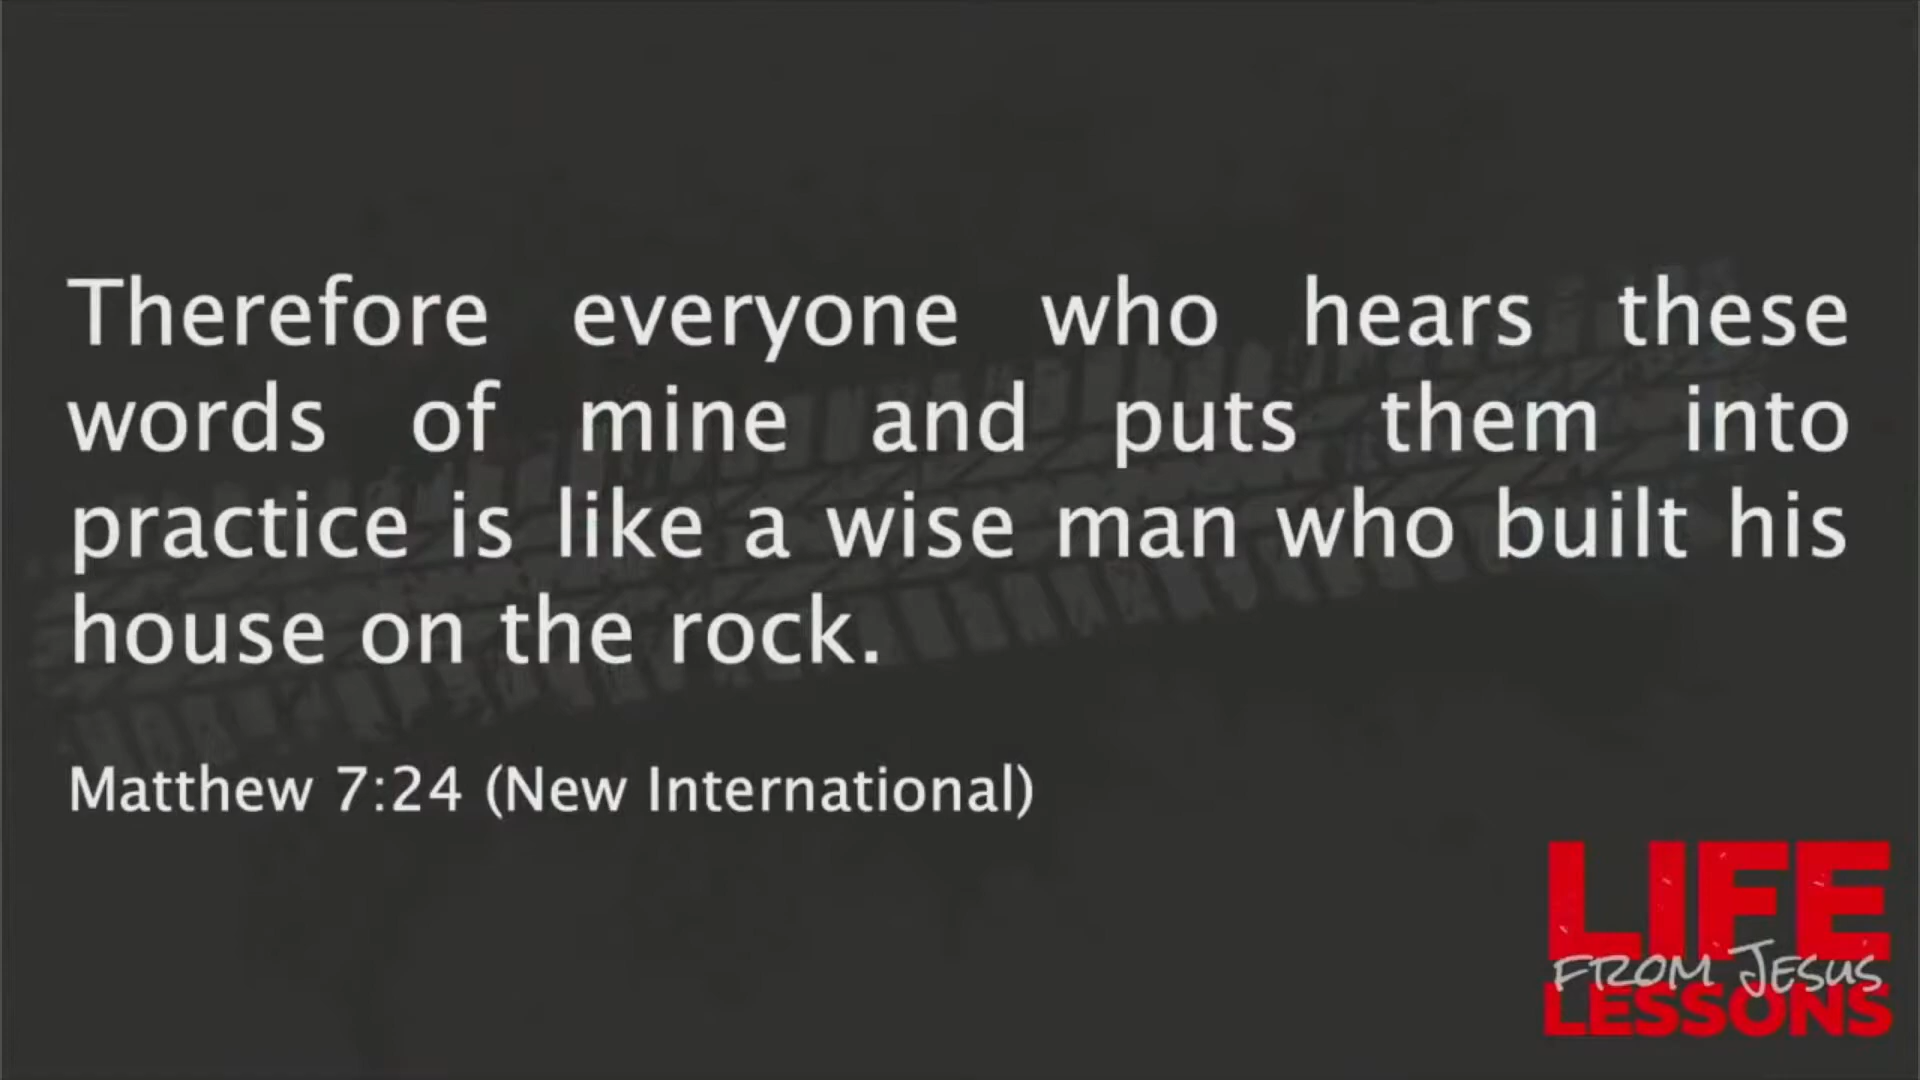 Therefore everyone who hears these
words of mine and puts them into
practice is like a wise man who built his
house on the rock.
Matthew 7:24 (New International)
LIFE
FROM JESUS
LESSONS